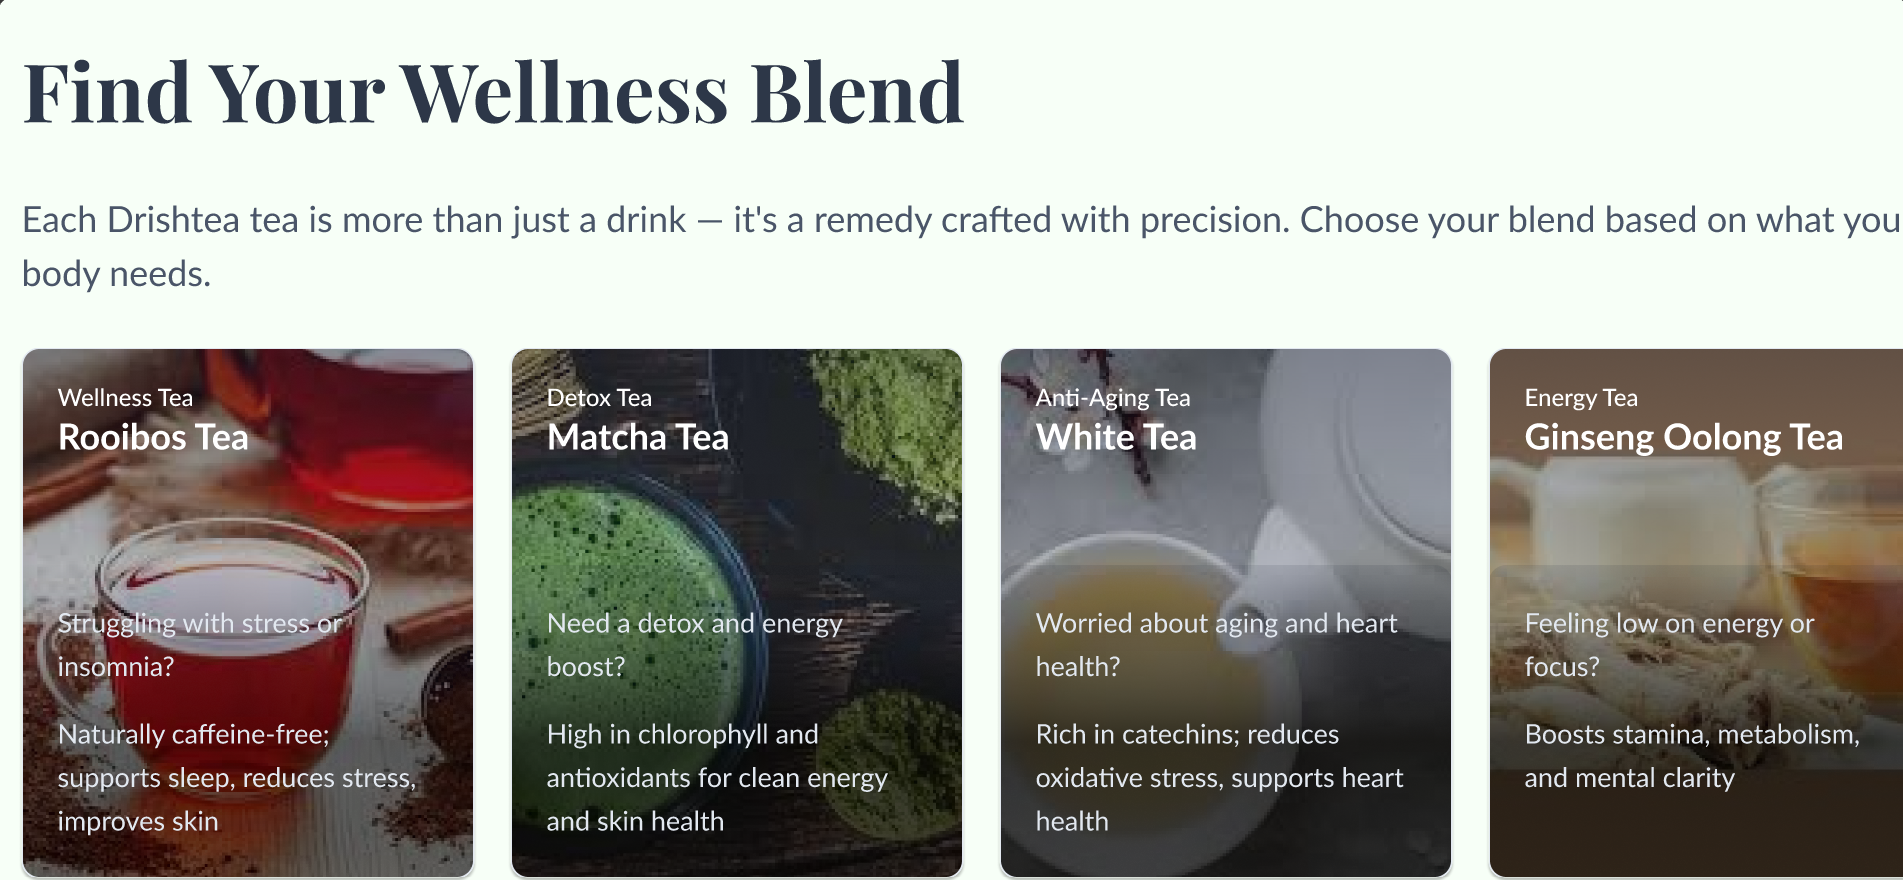 Find Your Wellness Blend
Each Drishtea tea is more than just a drink — it's a remedy crafted with precision. Choose your blend based on what you
body needs.
Wellness Tea
Rooibos Tea
Struggling with stress or
insomnia?
Naturally caffeine-free;
supports sleep, reduces stress,
improves skin
Detox Tea
Matcha Tea
Need a detox and energy
boost?
High in chlorophyll and
antioxidants for clean energy
and skin health
Anti-Aging Tea
White Tea
Worried about aging and heart
health?
Rich in catechins; reduces
oxidative stress, supports heart
health
Energy Tea
Ginseng Oolong Tea
Feeling low on energy or
focus?
Boosts stamina, metabolism,
and mental clarity